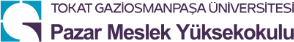 TOKAT GAZİOSMANPAŞA ÜNİVERSİTESİ
Pazar Meslek Yüksekokulu